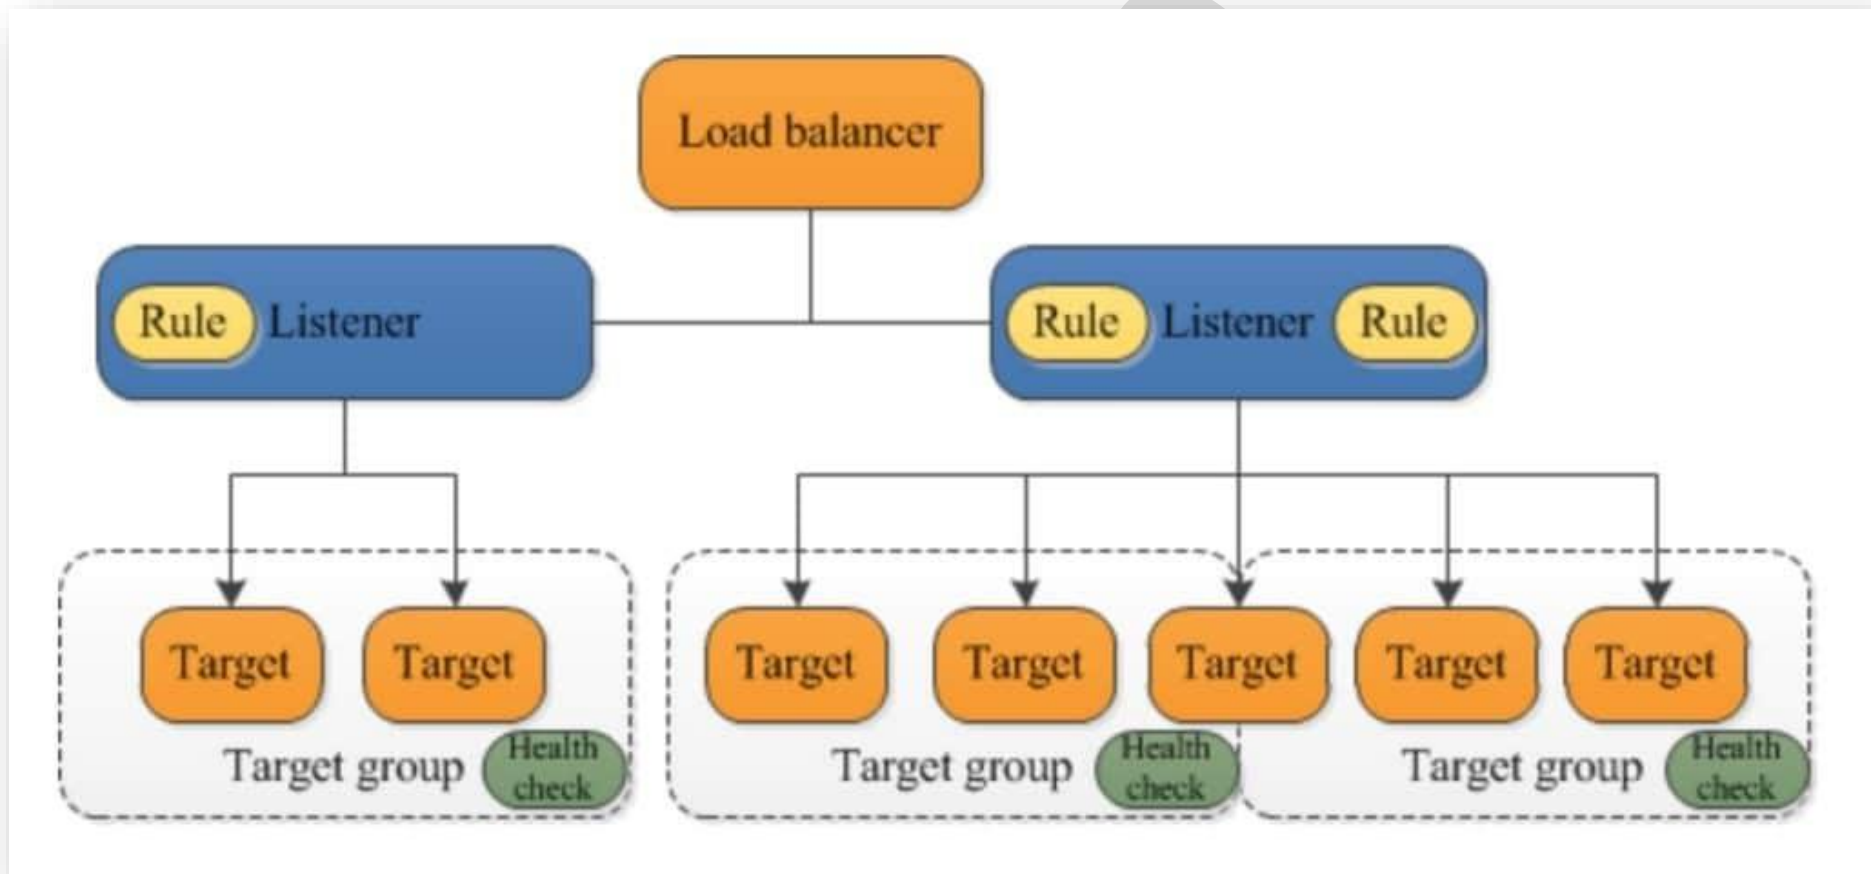 Load balancer
Rule Listener
Rule Listener Rule
Target Target
Target Target Target Target Target
Target group
Health
check
Target group
Health
check
Target group
Health
check